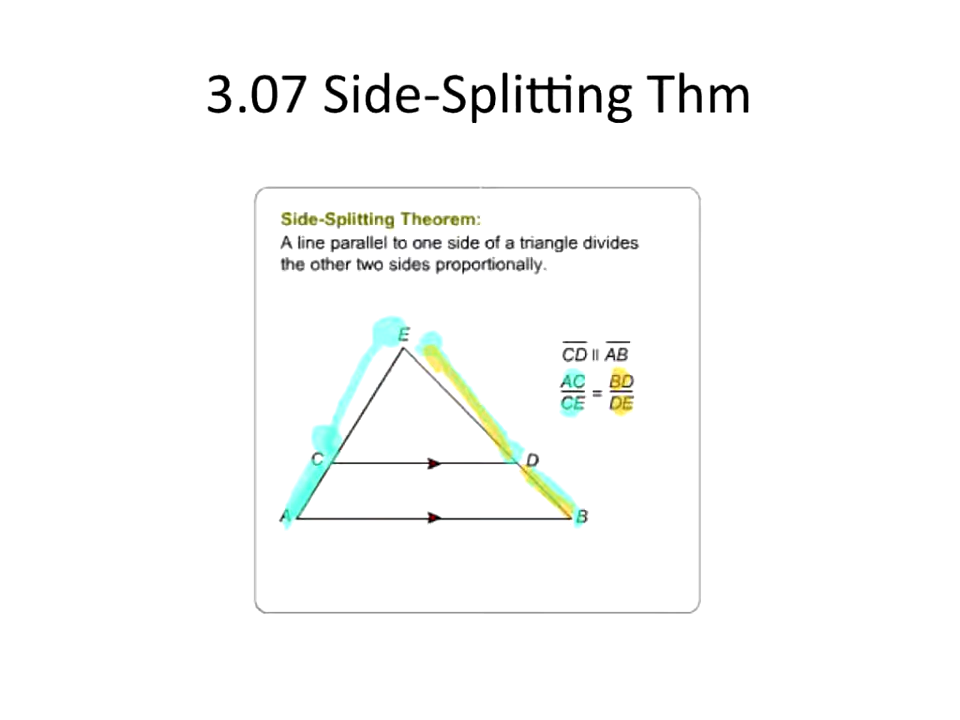 3.07 Side-Splitting Thm
Side-Splitting Theorem:
A line parallel to one side of a triangle divides
the other two sides proportionally.
E
CD || AB
AC/CE = BD/DE
C
D
A
B